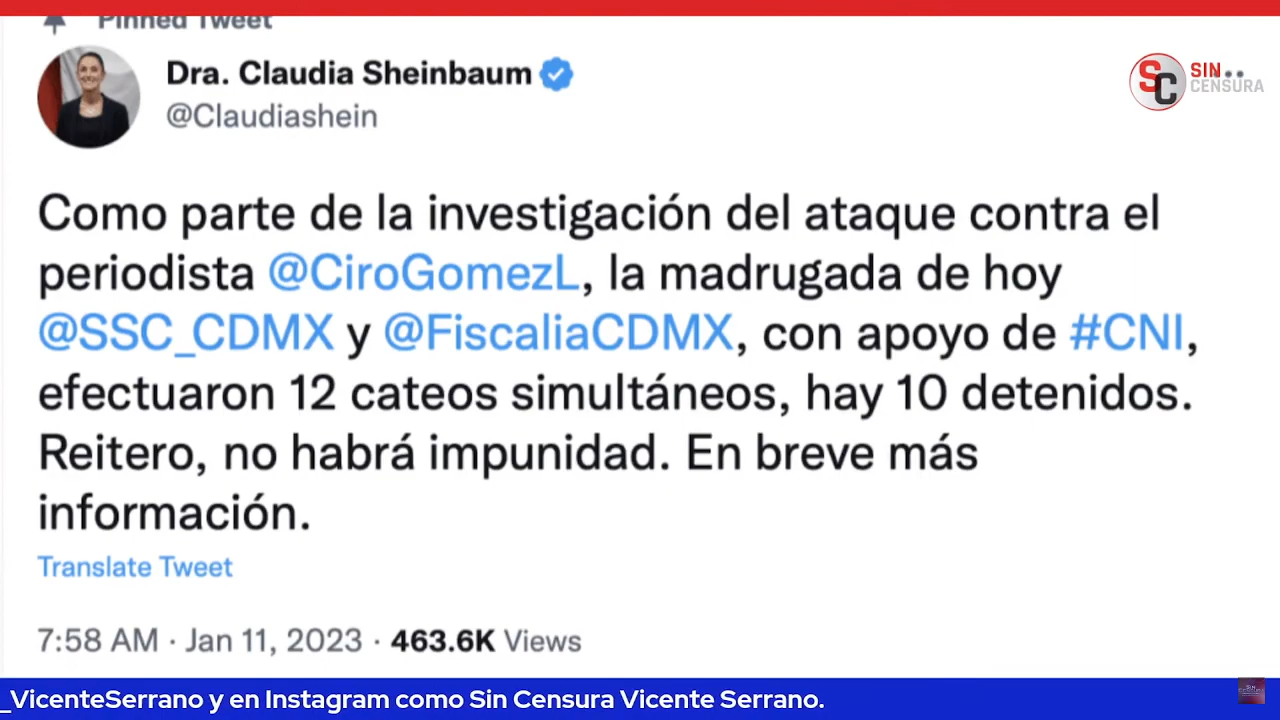 Pinned Tweet
Dra. Claudia Sheinbaum
@Claudiashein
SIN
CENSURA
SC
Como parte de la investigación del ataque contra el
periodista @CiroGomezL, la madrugada de hoy
@SSC_CDMX y @FiscaliaCDMX, con apoyo de #CNI,
efectuaron 12 cateos simultáneos, hay 10 detenidos.
Reitero, no habrá impunidad. En breve más
información.
Translate Tweet
7:58 AM · Jan 11, 2023 · 463.6K Views
_VicenteSerrano y en Instagram como Sin Censura Vicente Serrano.